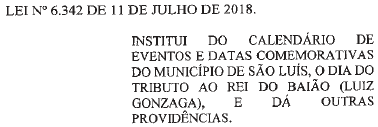 LEI Nº 6.342 DE 11 DE JULHO DE 2018.
INSTITUI DO CALENDÁRIO DE
EVENTOS E DATAS COMEMORATIVAS
DO MUNICÍPIO DE SÃO LUÍS, O DIA DO
TRIBUTO AO REI DO BAIÃO (LUIZ
GONZAGA), E DÁ OUTRAS
PROVIDÊNCIAS.